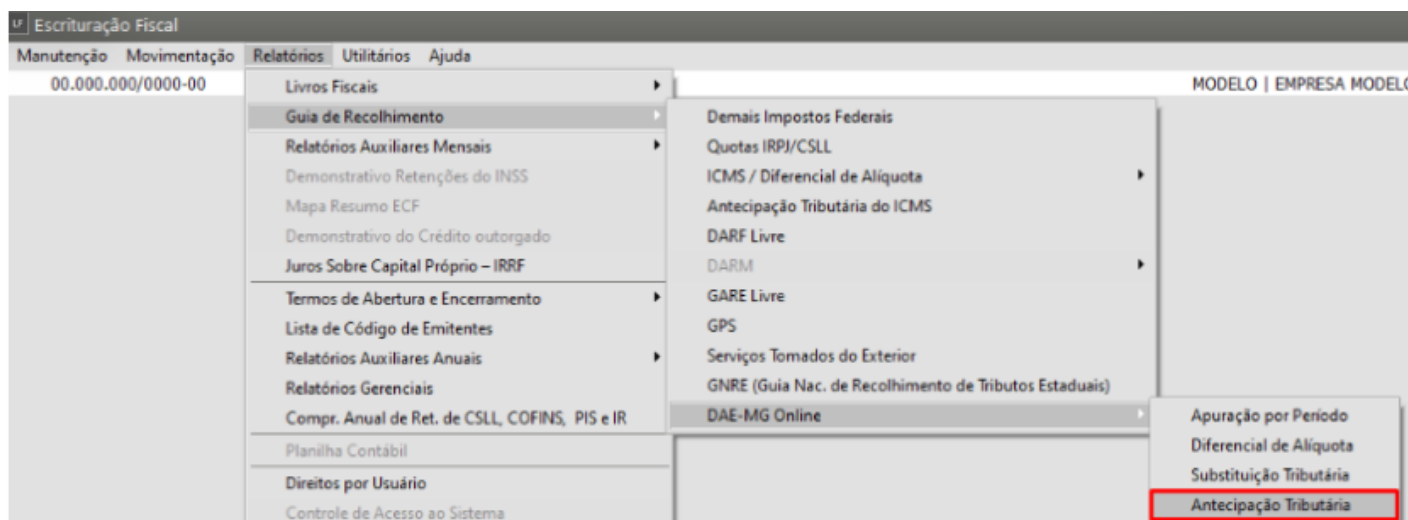 LF Escrituração Fiscal
Manutenção Movimentação Relatórios Utilitários Ajuda
00.000.000/0000-00
MODELO | EMPRESA MODELO
Livros Fiscais
Guia de Recolhimento
Relatórios Auxiliares Mensais
Demonstrativo Retenções do INSS
Mapa Resumo ECF
Demonstrativo do Crédito outorgado
Juros Sobre Capital Próprio – IRRF
Termos de Abertura e Encerramento
Lista de Código de Emitentes
Relatórios Auxiliares Anuais
Relatórios Gerenciais
Compr. Anual de Ret. de CSLL, COFINS, PIS e IR
Planilha Contábil
Direitos por Usuário
Controle de Acesso ao Sistema
Demais Impostos Federais
Quotas IRPJ/CSLL
ICMS / Diferencial de Alíquota
Antecipação Tributária do ICMS
DARF Livre
DARM
GARE Livre
GPS
Serviços Tomados do Exterior
GNRE (Guia Nac. de Recolhimento de Tributos Estaduais)
DAE-MG Online
Apuração por Período
Diferencial de Alíquota
Substituição Tributária
Antecipação Tributária